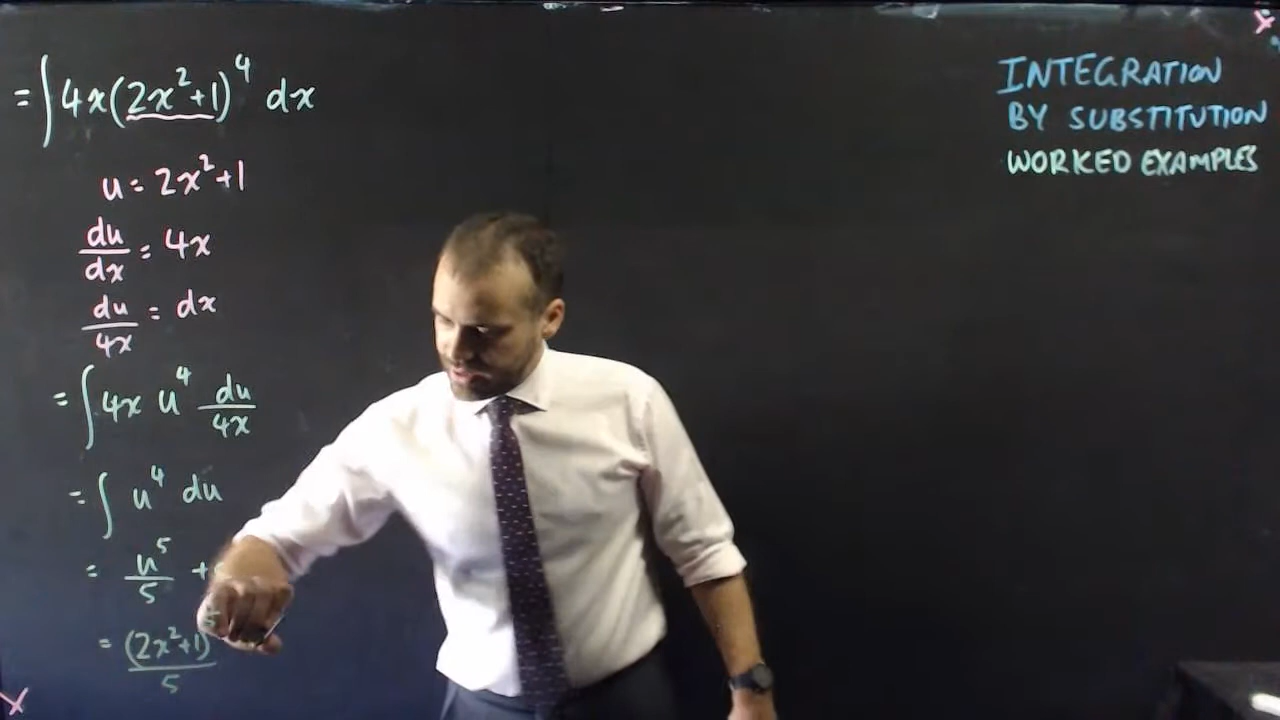 = ∫ 4x(2x²+1)⁴ dx
u = 2x²+1
du/dx = 4x
du/4x = dx
= ∫ 4x u⁴ du/4x
= ∫ u⁴ du
= u⁵/5 +
= (2x²+1)⁵/5
INTEGRATION
BY SUBSTITUTION
WORKED EXAMPLES